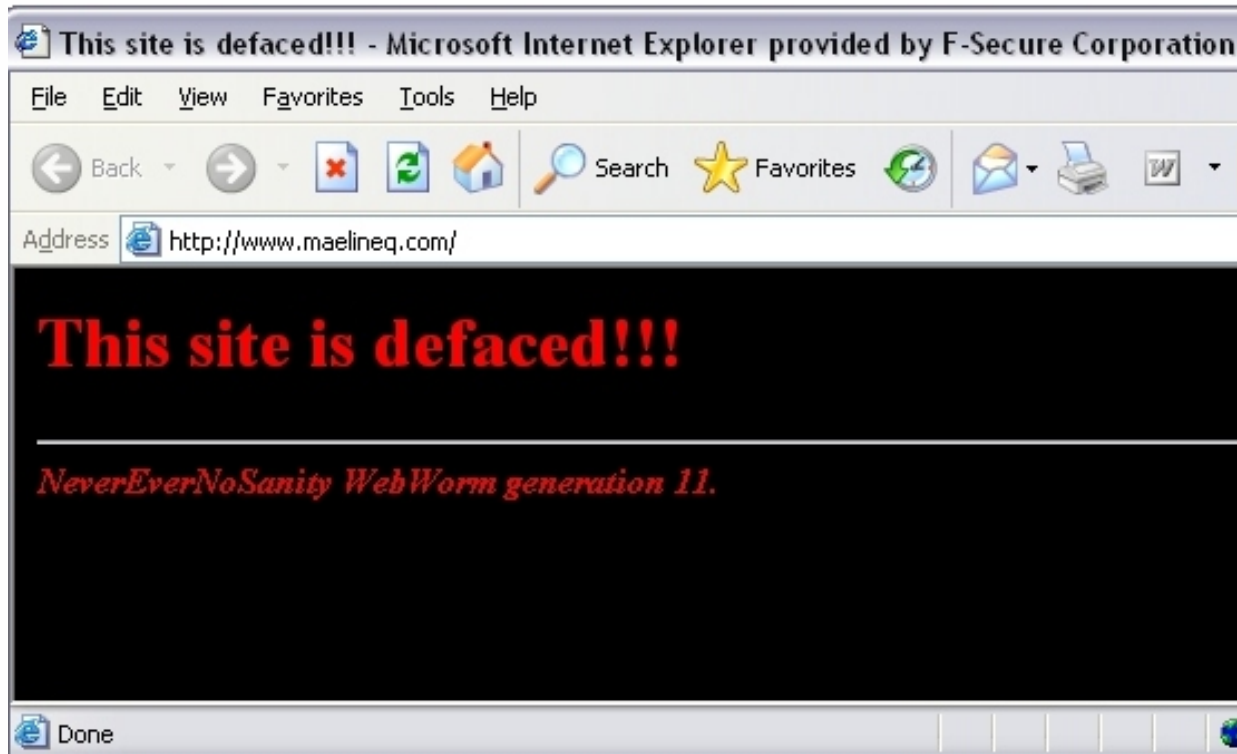 This site is defaced!!! - Microsoft Internet Explorer provided by F-Secure Corporation
File Edit View Favorites Tools Help
Back Search Favorites W
Address http://www.maelineq.com/
This site is defaced!!!
NeverEverNoSanity WebWorm generation 11.
Done